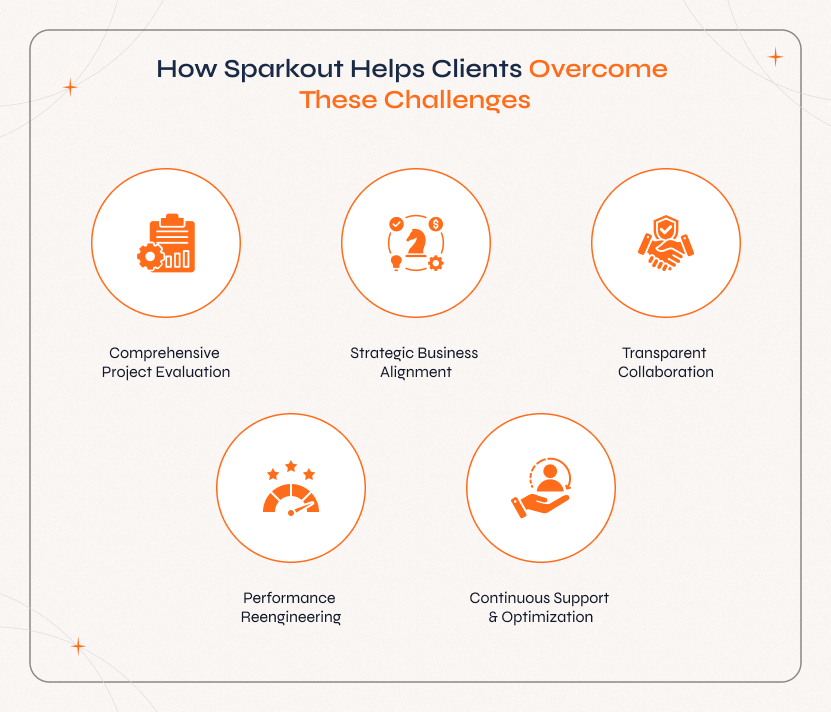 How Sparkout Helps Clients Overcome
These Challenges
Comprehensive
Project Evaluation
Strategic Business
Alignment
Transparent
Collaboration
Performance
Reengineering
Continuous Support
& Optimization